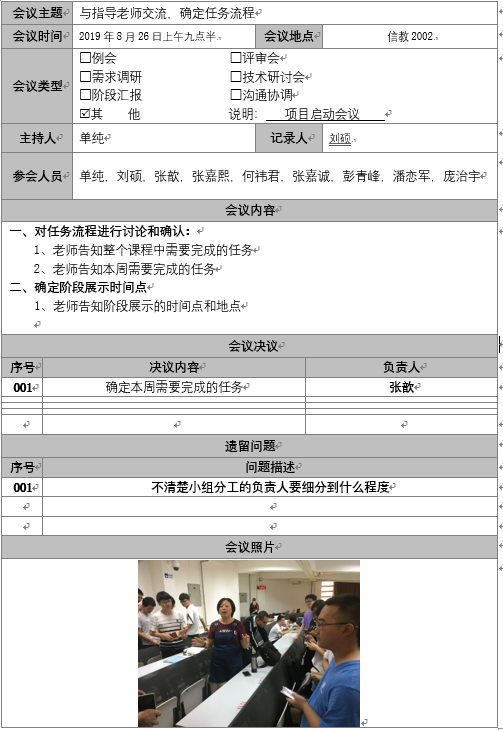 会议主题 与指导老师交流，确定任务流程
会议时间 2019年8月26日上午九点半. 会议地点 信教2002.
会议类型
□例会 □评审会
□需求调研 □技术研讨会
□阶段汇报 □沟通协调
☑其 他 说明： 项目启动会议
主持人 单纯 记录人 刘硕.
参会人员 单纯，刘硕，张歆，张嘉熙，何祎君，张嘉诚，彭青峰，潘恋军，庞治宇
会议内容
一、对任务流程进行讨论和确认：
1、老师告知整个课程中需要完成的任务
2、老师告知本周需要完成的任务
二、确定阶段展示时间点
1、老师告知阶段展示的时间点和地点
会议决议
序号 决议内容 负责人
001 确定本周需要完成的任务 张歆
遗留问题
序号 问题描述
001 不清楚小组分工的负责人要细分到什么程度
会议照片